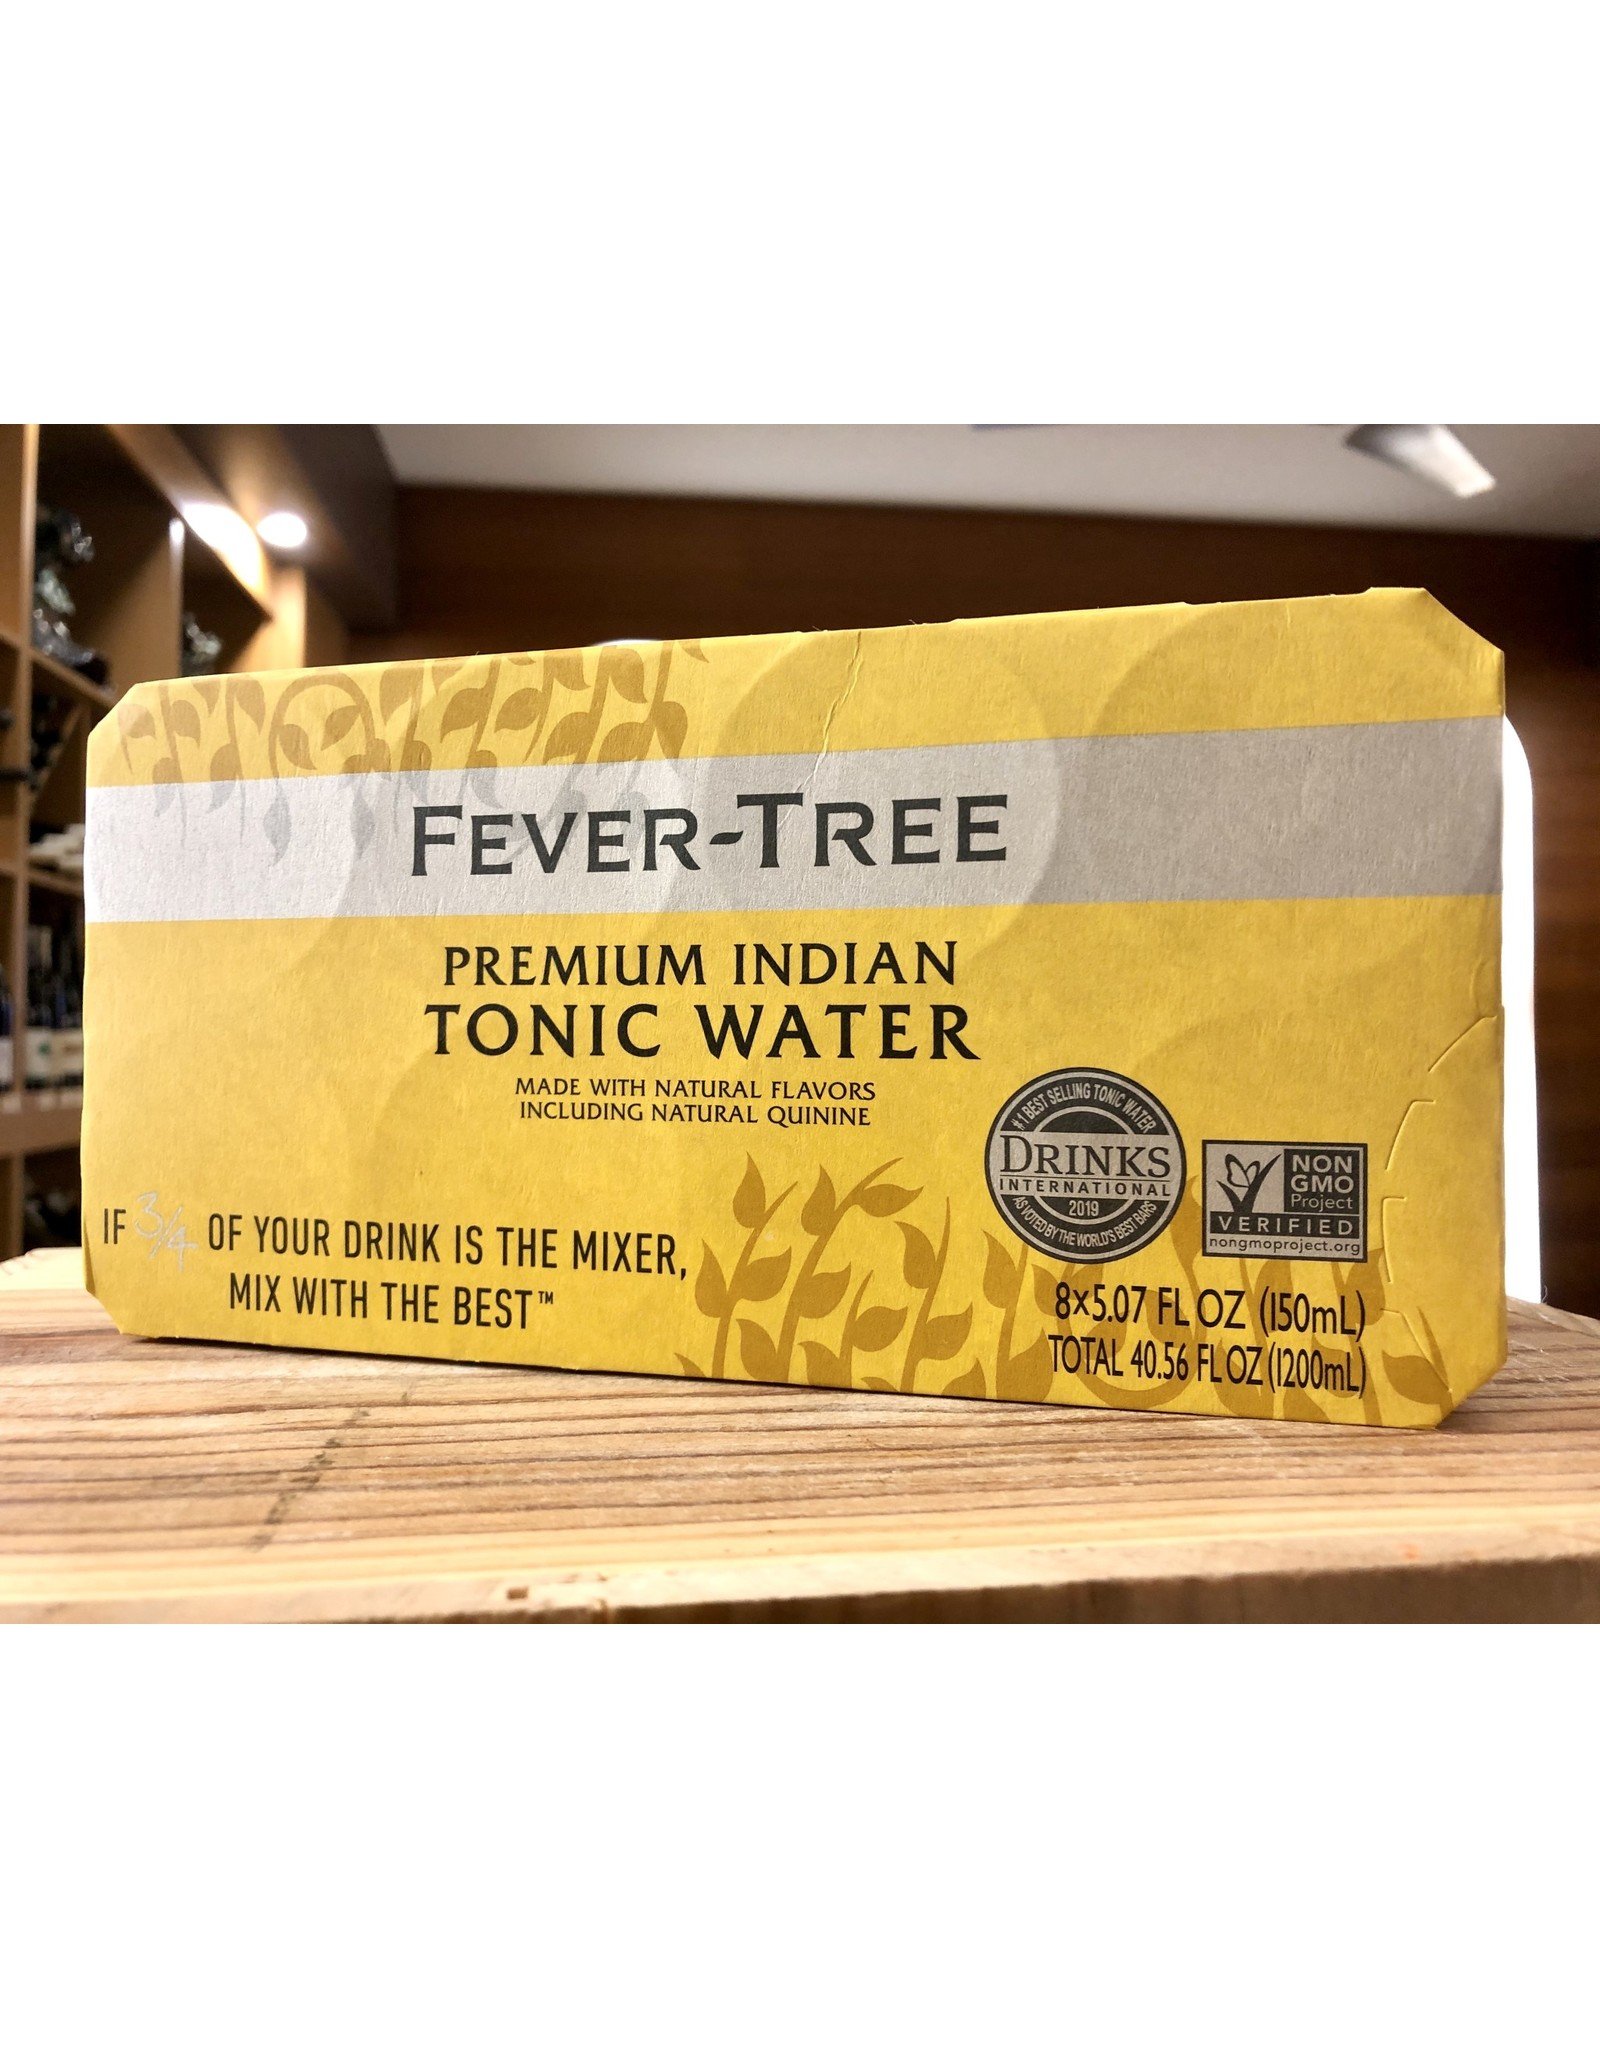 FEVER-TREE
PREMIUM INDIAN
TONIC WATER
MADE WITH NATURAL FLAVORS
INCLUDING NATURAL QUININE
IF 3/4 OF YOUR DRINK IS THE MIXER,
MIX WITH THE BEST™
#1 BEST SELLING TONIC WATER
DRINKS
INTERNATIONAL
2019
AS VOTED BY THE WORLD'S BEST BARS
NON
GMO
Project
VERIFIED
nongmoproject.org
8×5.07 FL OZ (150mL)
TOTAL 40.56 FL OZ (1200mL)